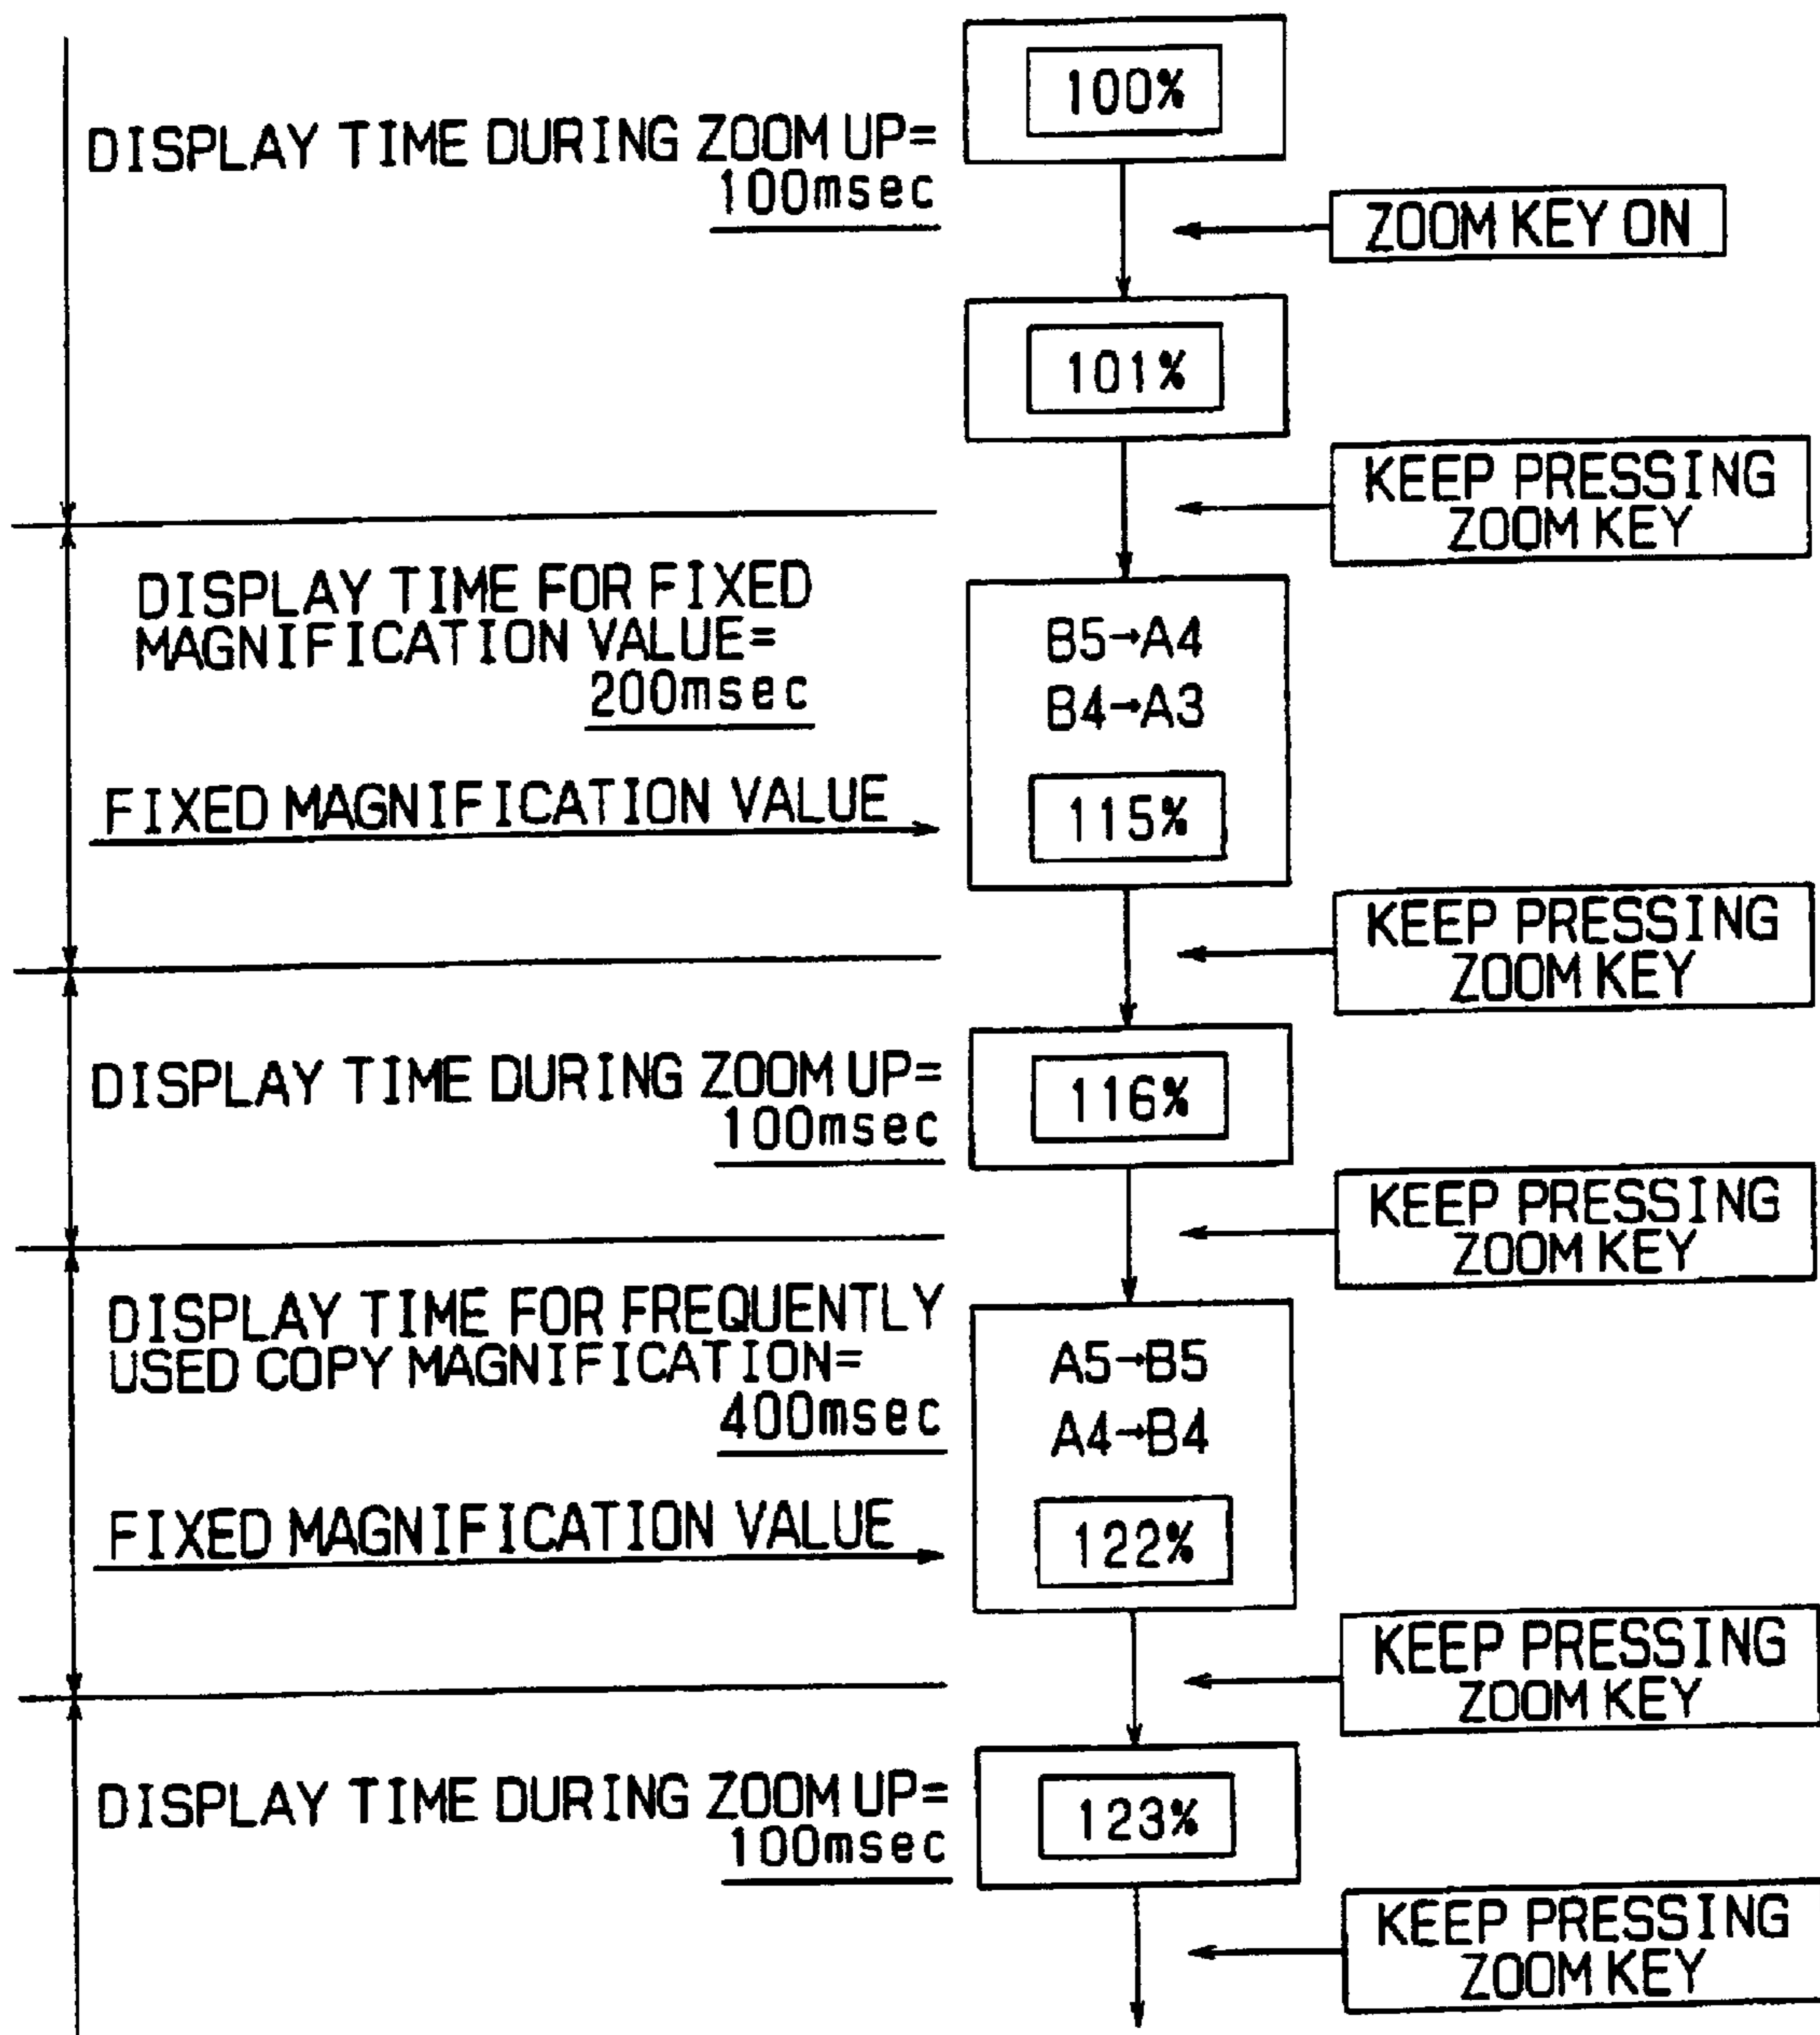 100%
DISPLAY TIME DURING ZOOM UP=
100msec
ZOOM KEY ON
101%
KEEP PRESSING
ZOOM KEY
DISPLAY TIME FOR FIXED
MAGNIFICATION VALUE=
200msec
B5→A4
B4→A3
FIXED MAGNIFICATION VALUE
115%
KEEP PRESSING
ZOOM KEY
DISPLAY TIME DURING ZOOM UP=
100msec
116%
KEEP PRESSING
ZOOM KEY
DISPLAY TIME FOR FREQUENTLY
USED COPY MAGNIFICATION=
400msec
A5→B5
A4→B4
FIXED MAGNIFICATION VALUE
122%
KEEP PRESSING
ZOOM KEY
DISPLAY TIME DURING ZOOM UP=
100msec
123%
KEEP PRESSING
ZOOM KEY